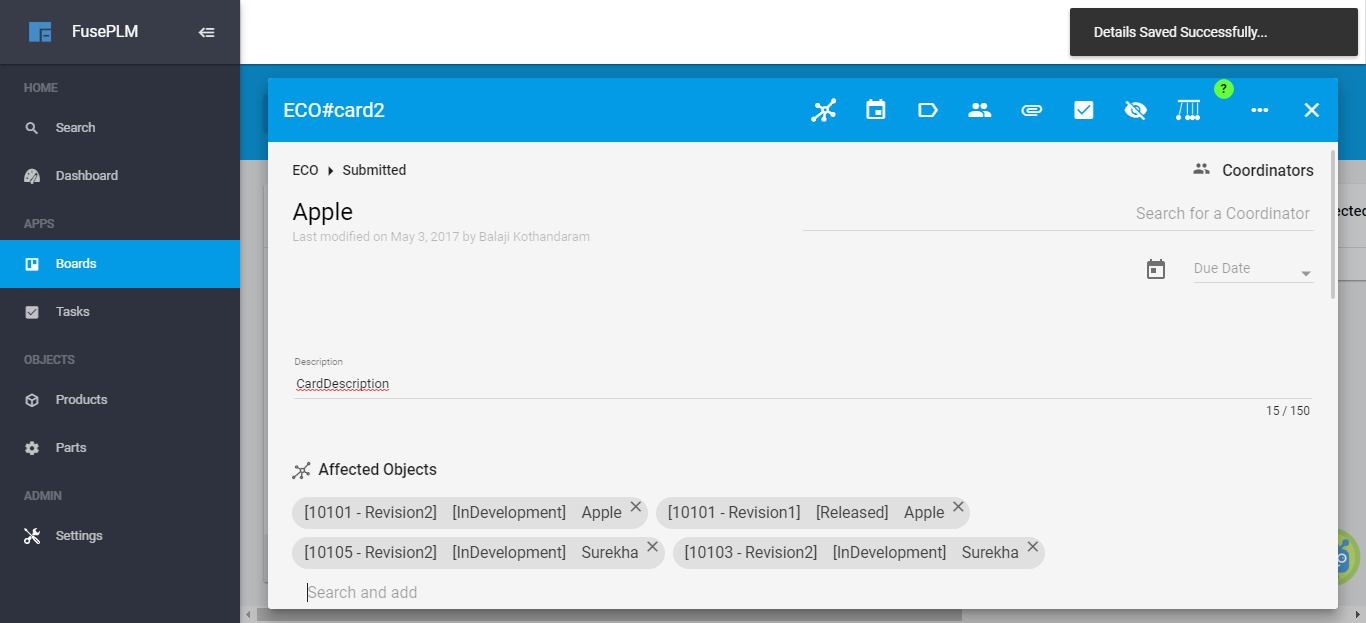 FusePLM
Details Saved Successfully...
HOME
Search
Dashboard
APPS
Boards
Tasks
OBJECTS
Products
Parts
ADMIN
Settings
ECO#card2
?
ECO Submitted
Coordinators
Apple
Search for a Coordinator
Last modified on May 3, 2017 by Balaji Kothandaram
Due Date
Description
CardDescription
15 / 150
Affected Objects
[10101 - Revision2] [InDevelopment] Apple
[10101 - Revision1] [Released] Apple
[10105 - Revision2] [InDevelopment] Surekha
[10103 - Revision2] [InDevelopment] Surekha
Search and add